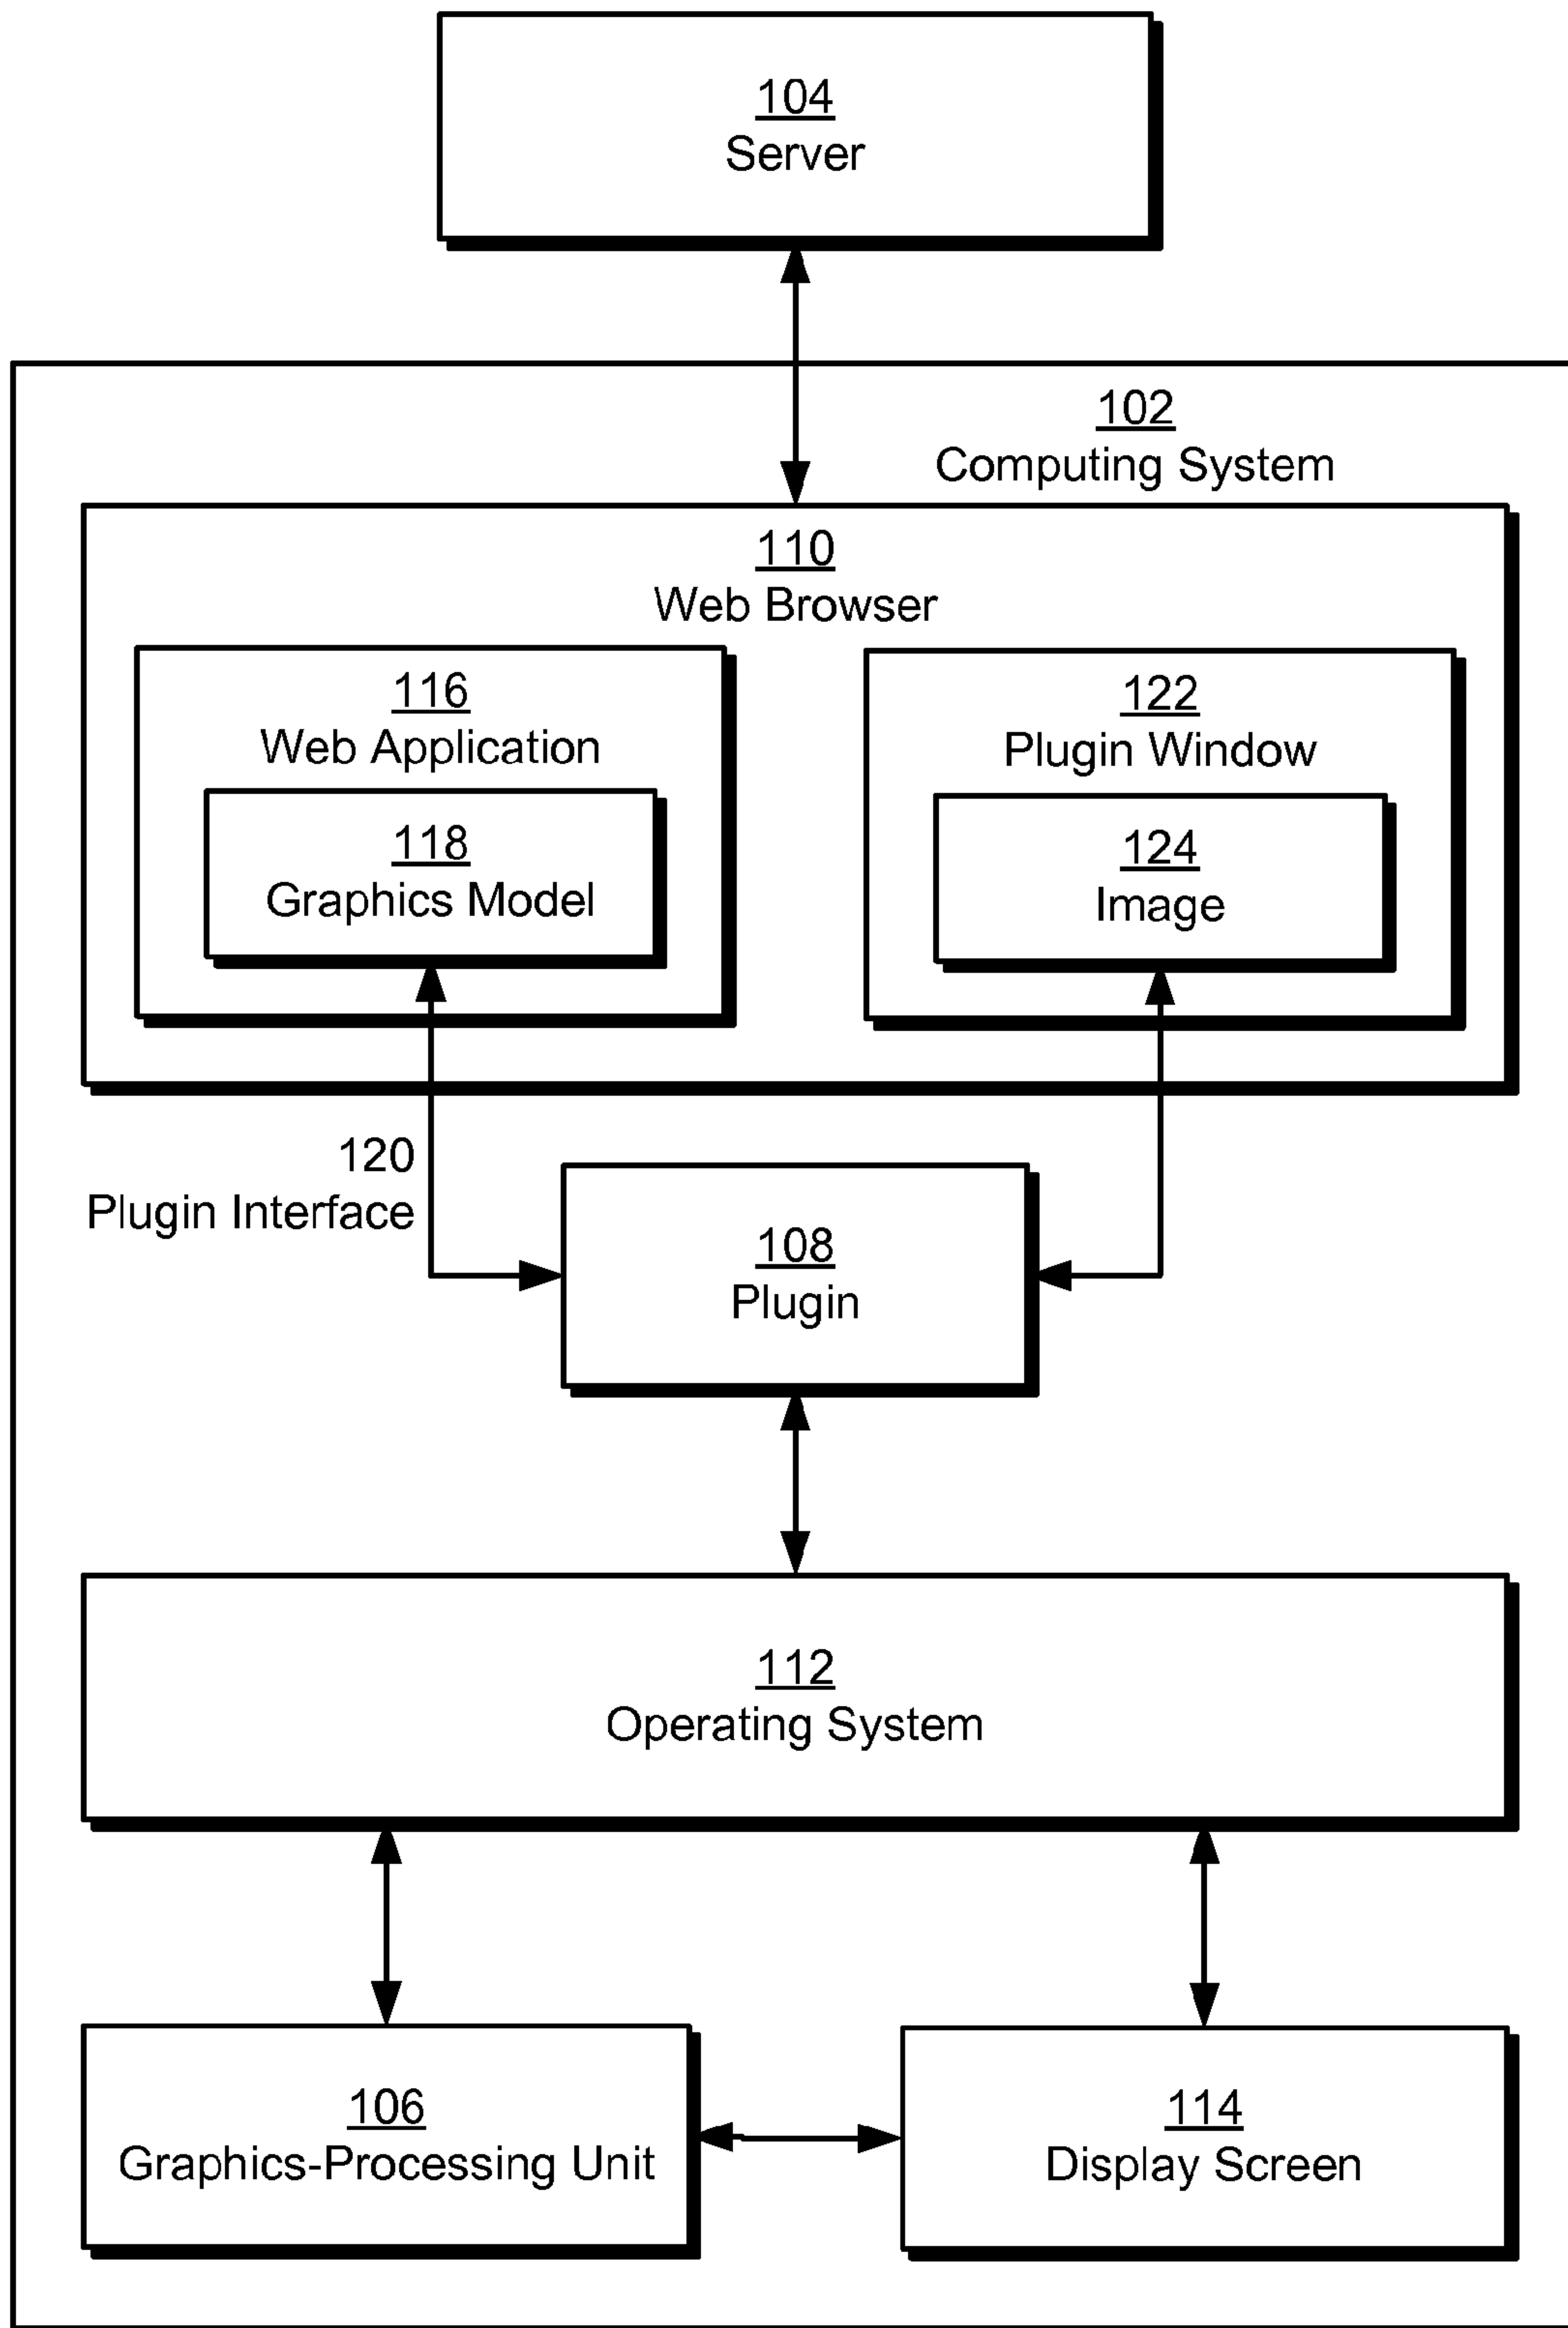 104
Server
102
Computing System
110
Web Browser
116
Web Application
118
Graphics Model
122
Plugin Window
124
Image
120
Plugin Interface
108
Plugin
112
Operating System
106
Graphics-Processing Unit
114
Display Screen